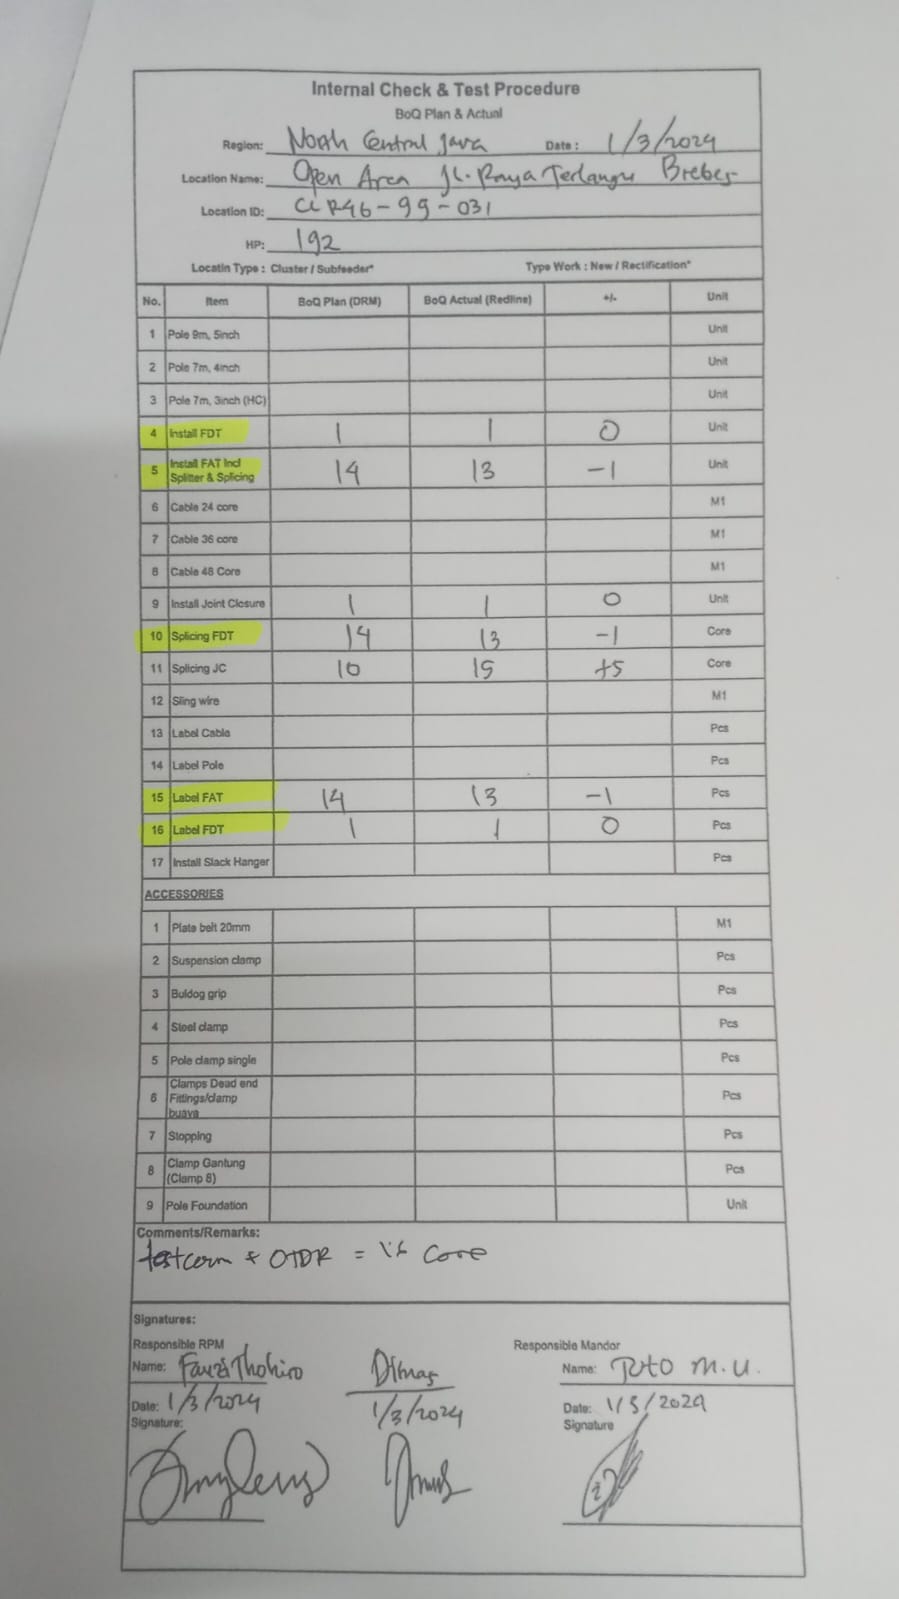 Internal Check & Test Procedure
BoQ Plan & Actual
Region: North Central Java Date: 1/3/2024
Location Name: Open Area JL. Raya Terlangu Brebes
Location ID: CLR46-99-031
HP: 192
Locatin Type : Cluster / Subfeeder* Type Work : New / Rectification*
No. Item BoQ Plan (DRM) BoQ Actual (Redline) +/- Unit
1 Pole 9m, 5inch Unit
2 Pole 7m, 4inch Unit
3 Pole 7m, 3inch (HC) Unit
4 Install FDT 1 1 0 Unit
5 Install FAT Incl Splitter & Splicing 14 13 -1 Unit
6 Cable 24 core M1
7 Cable 36 core M1
8 Cable 48 Core M1
9 Install Joint Closure 1 1 0 Unit
10 Splicing FDT 14 13 -1 Core
11 Splicing JC 10 15 +5 Core
12 Sling wire M1
13 Label Cable Pcs
14 Label Pole Pcs
15 Label FAT 14 13 -1 Pcs
16 Label FDT 1 1 0 Pcs
17 Install Slack Hanger Pcs
ACCESSORIES
1 Plate belt 20mm M1
2 Suspension clamp Pcs
3 Buldog grip Pcs
4 Steel clamp Pcs
5 Pole clamp single Pcs
6 Clamps Dead end Fittings/clamp buaya Pcs
7 Stopping Pcs
8 Clamp Gantung (Clamp 8) Pcs
9 Pole Foundation Unit
Comments/Remarks:
OTDR = Core
Signatures:
Responsible RPM Responsible Mandor
Name: Fauzi Thohiro Dimas Name: Toto M.U.
Date: 1/3/2024 1/3/2024 Date: 1/3/2024
Signature: Signature